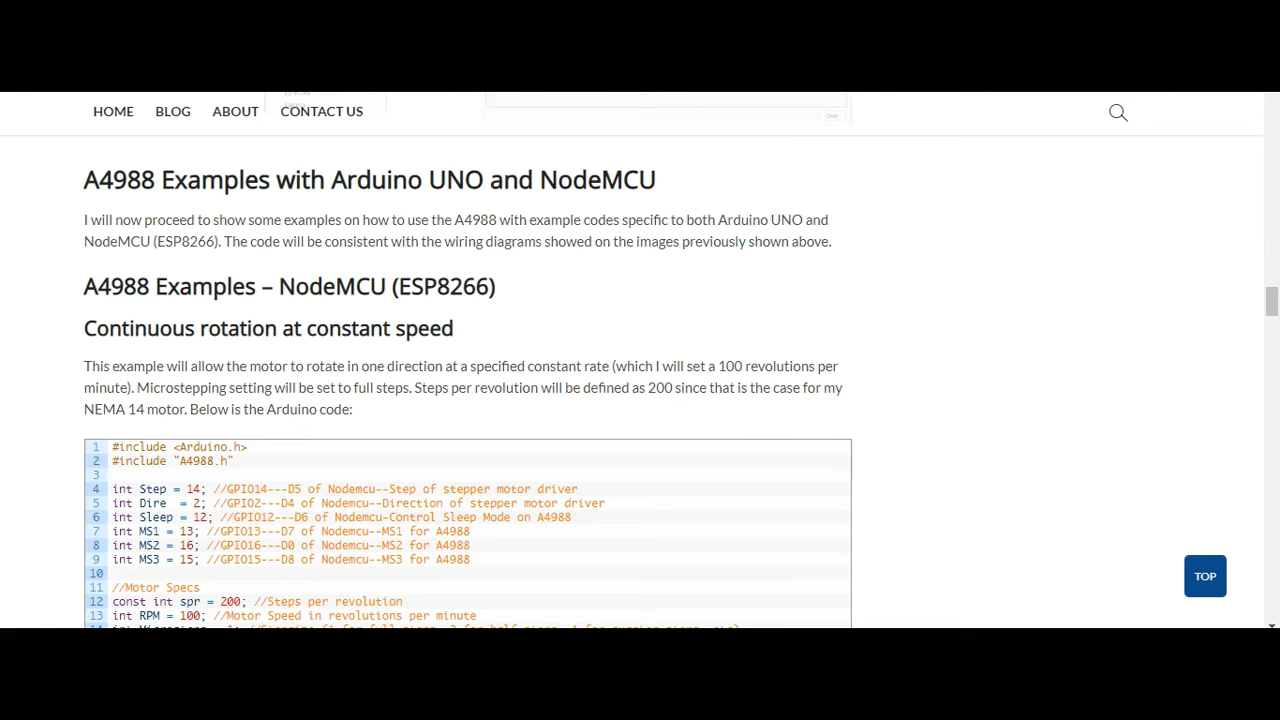 HOME BLOG ABOUT CONTACT US
Close
A4988 Examples with Arduino UNO and NodeMCU
I will now proceed to show some examples on how to use the A4988 with example codes specific to both Arduino UNO and
NodeMCU (ESP8266). The code will be consistent with the wiring diagrams showed on the images previously shown above.
A4988 Examples – NodeMCU (ESP8266)
Continuous rotation at constant speed
This example will allow the motor to rotate in one direction at a specified constant rate (which I will set a 100 revolutions per
minute). Microstepping setting will be set to full steps. Steps per revolution will be defined as 200 since that is the case for my
NEMA 14 motor. Below is the Arduino code:
1 #include <Arduino.h>
2 #include "A4988.h"
3
4 int Step = 14; //GPIO14---D5 of Nodemcu--Step of stepper motor driver
5 int Dire  = 2; //GPIO2---D4 of Nodemcu--Direction of stepper motor driver
6 int Sleep = 12; //GPIO12---D6 of Nodemcu-Control Sleep Mode on A4988
7 int MS1 = 13; //GPIO13---D7 of Nodemcu--MS1 for A4988
8 int MS2 = 16; //GPIO16---D0 of Nodemcu--MS2 for A4988
9 int MS3 = 15; //GPIO15---D8 of Nodemcu--MS3 for A4988
10
11 //Motor Specs
12 const int spr = 200; //Steps per revolution
13 int RPM = 100; //Motor Speed in revolutions per minute
TOP